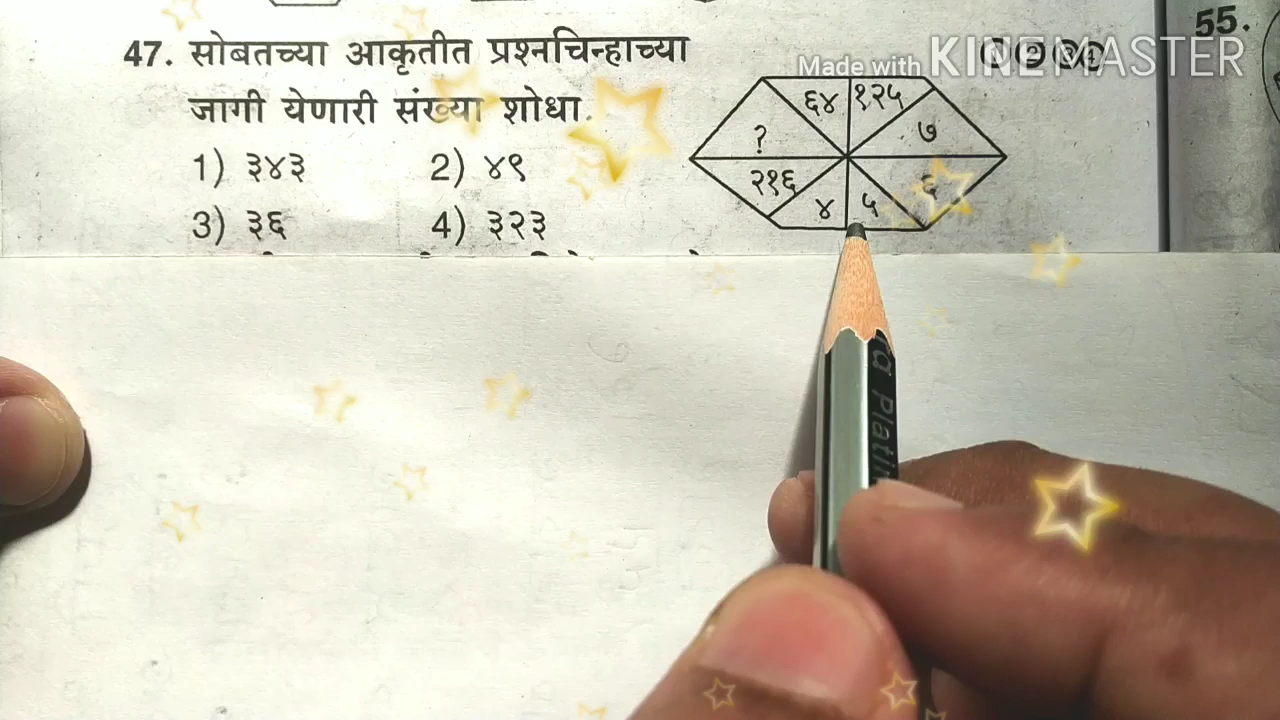 47. सोबतच्या आकृतीत प्रश्नचिन्हाच्या
जागी येणारी संख्या शोधा.
1) ३४३ 2) ४९
3) ३६ 4) ३२३
६४ १२५
? ७
२१६ ६
४ ५
55.
Made with KINEMASTER
Platin